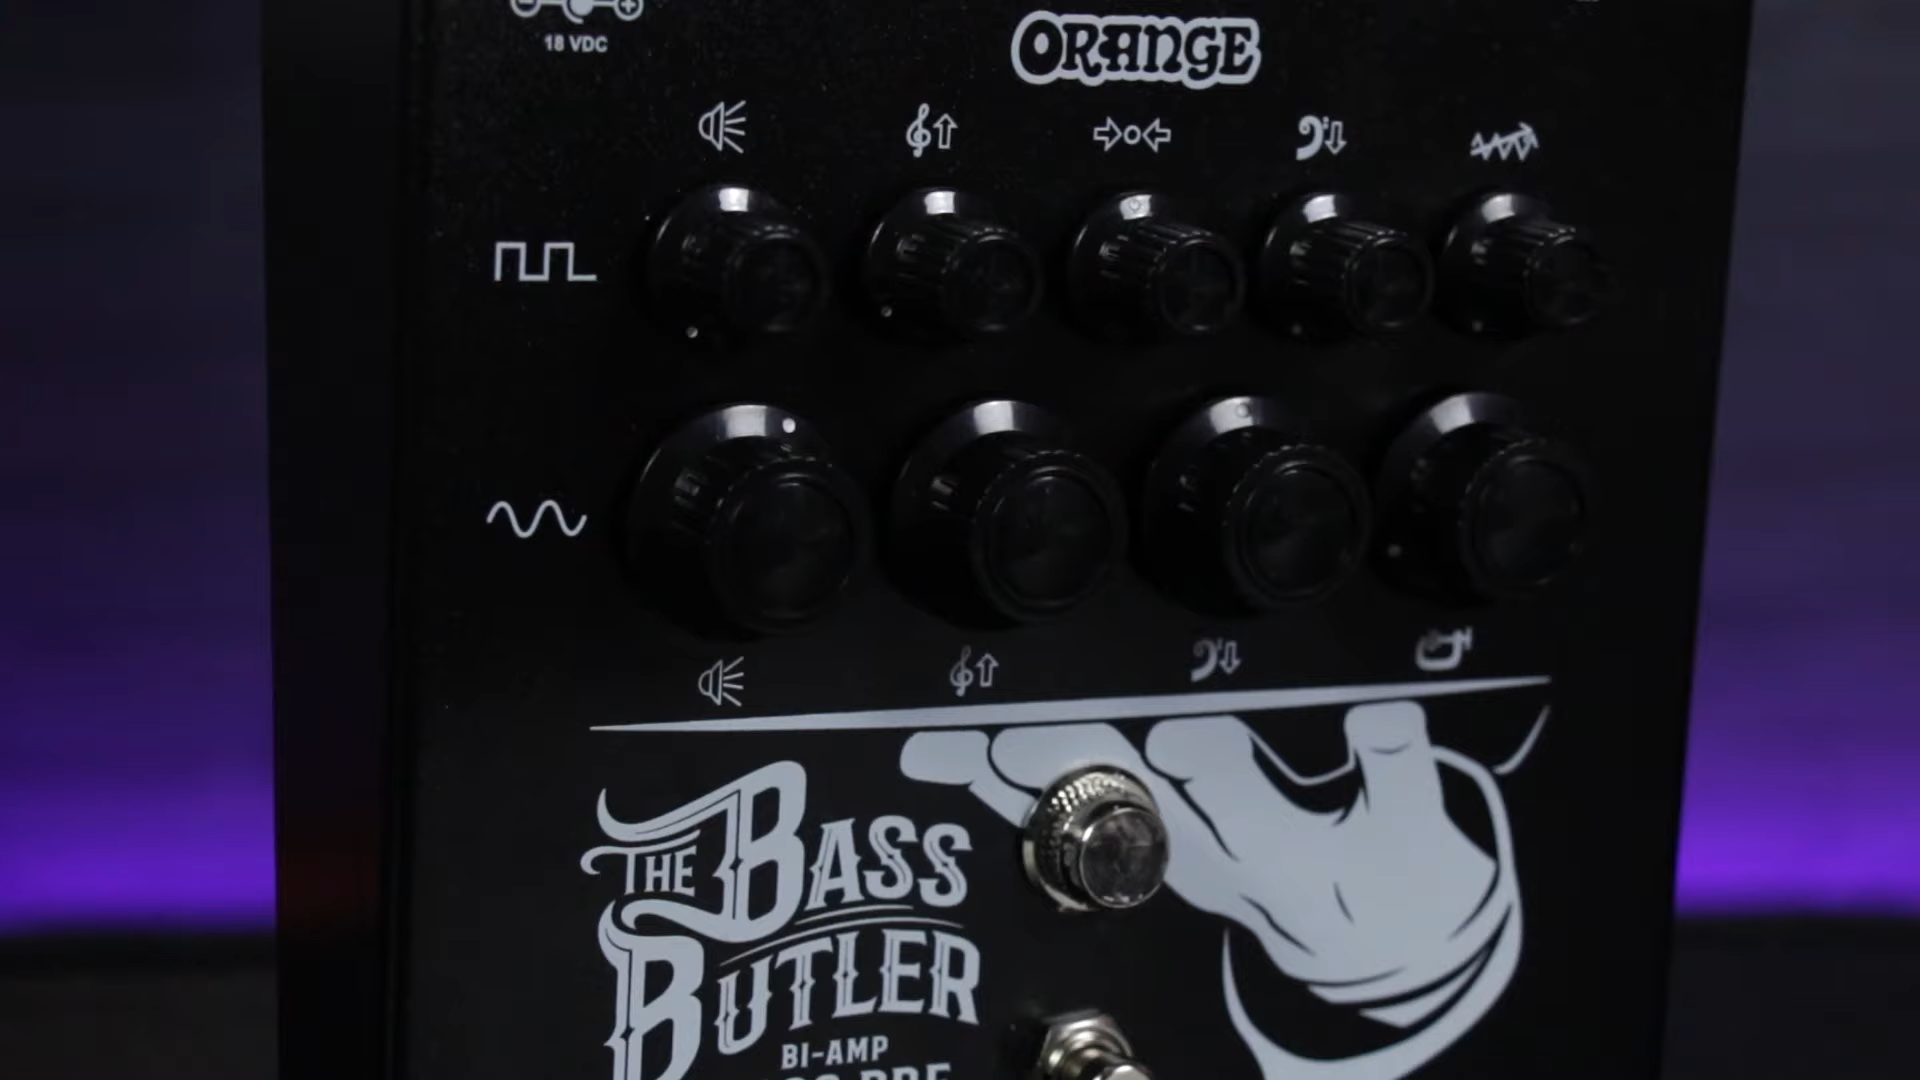 18 VDC
ORANGE
THE BASS
BUTLER
BI-AMP